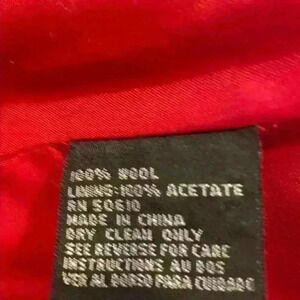 100% WOOL
LINING: 100% ACETATE
RN 50610
MADE IN CHINA
DRY CLEAN ONLY
SEE REVERSE FOR CARE
INSTRUCTIONS AU DOS
VER AL DORSO PARA CUIDADO